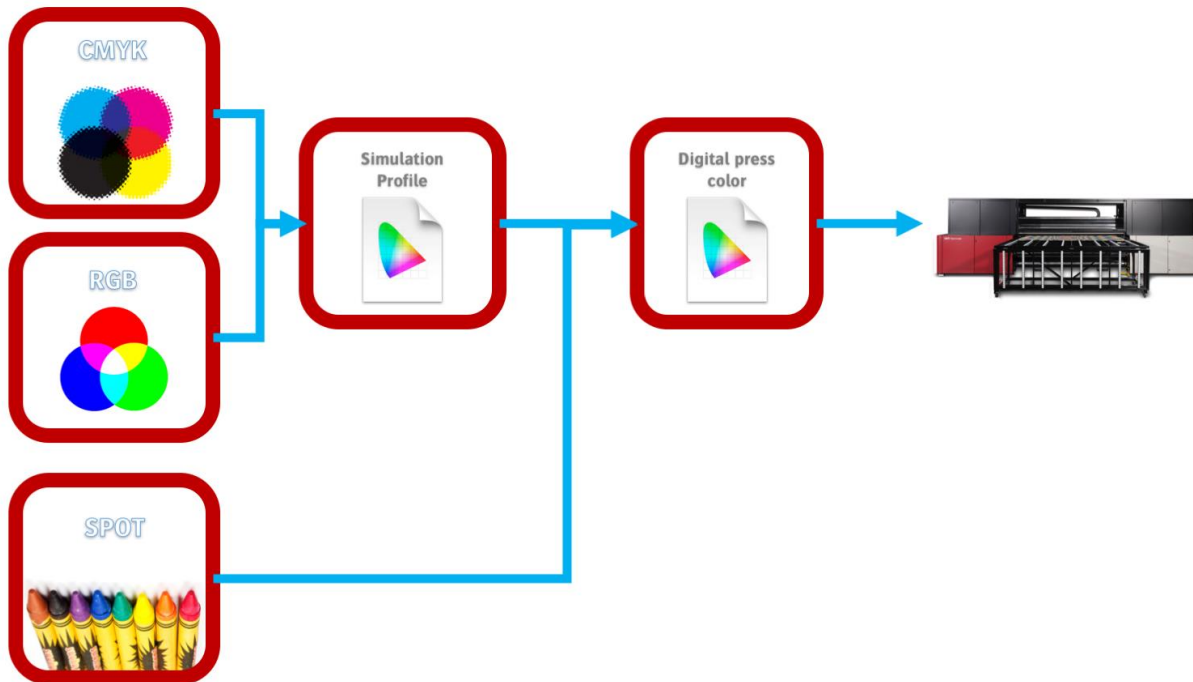 CMYK
RGB
SPOT
Simulation
Profile
Digital press
color